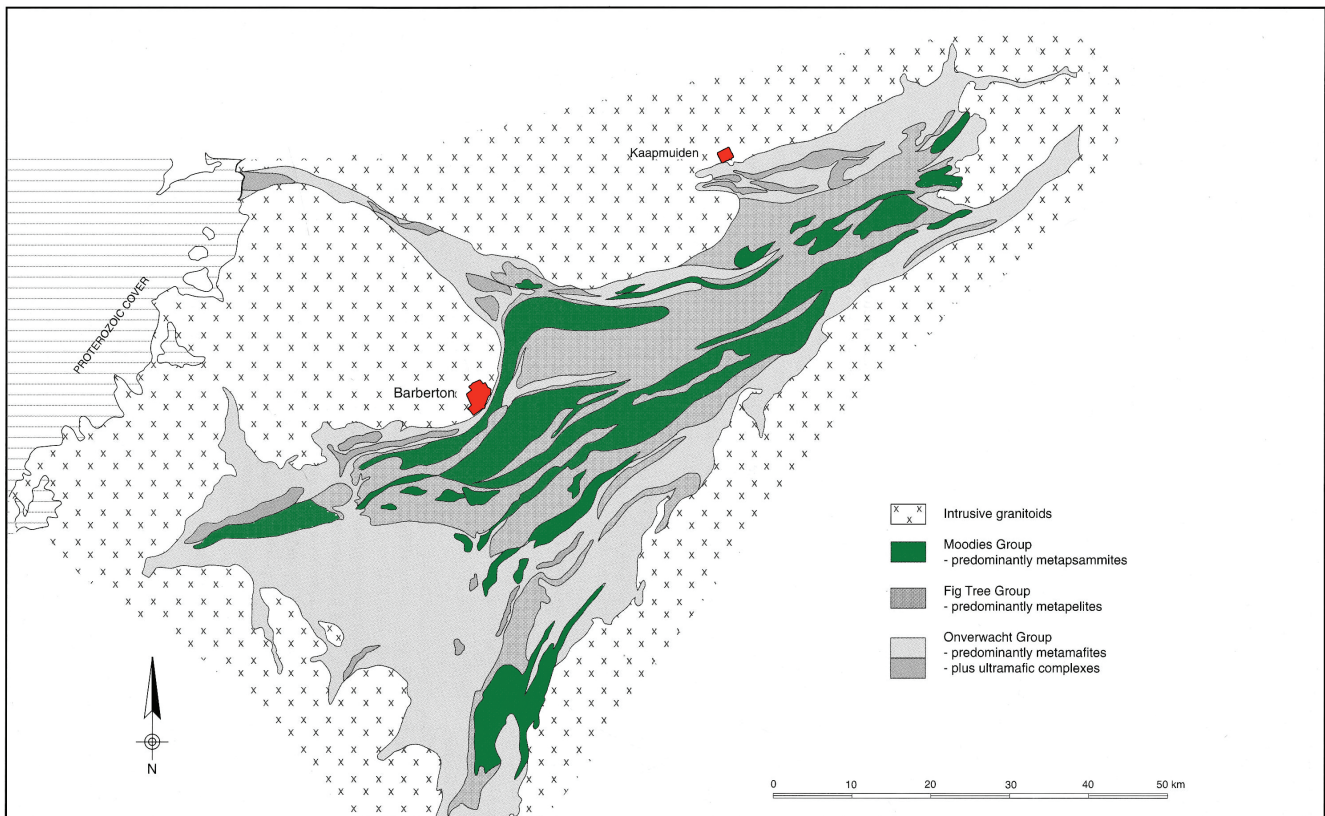 Kaapmuiden
PROTEROZOIC COVER
Barberton
Intrusive granitoids
Moodies Group
- predominantly metapsammites
Fig Tree Group
- predominantly metapelites
Onverwacht Group
- predominantly metamafites
- plus ultramafic complexes
N
0 10 20 30 40 50 km